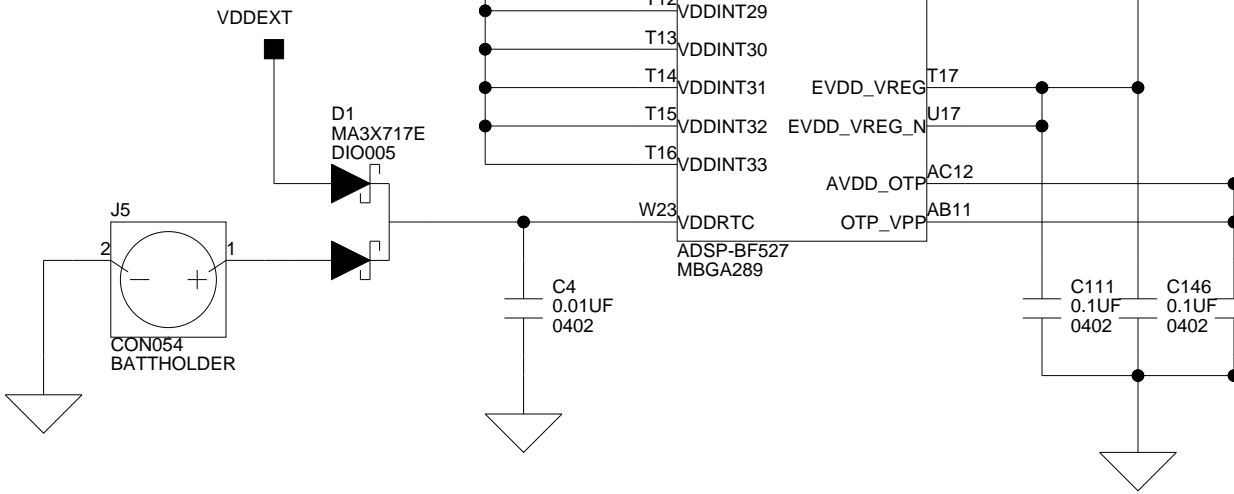 VDDEXT
T12
VDDINT29
T13
VDDINT30
T14
VDDINT31
T15
VDDINT32
T16
VDDINT33
W23
VDDRTC
EVDD_VREG
T17
EVDD_VREG_N
U17
AVDD_OTP
AC12
OTP_VPP
AB11
ADSP-BF527
MBGA289
D1
MA3X717E
DIO005
J5
2
1
CON054
BATTHOLDER
C4
0.01UF
0402
C111
0.1UF
0402
C146
0.1UF
0402